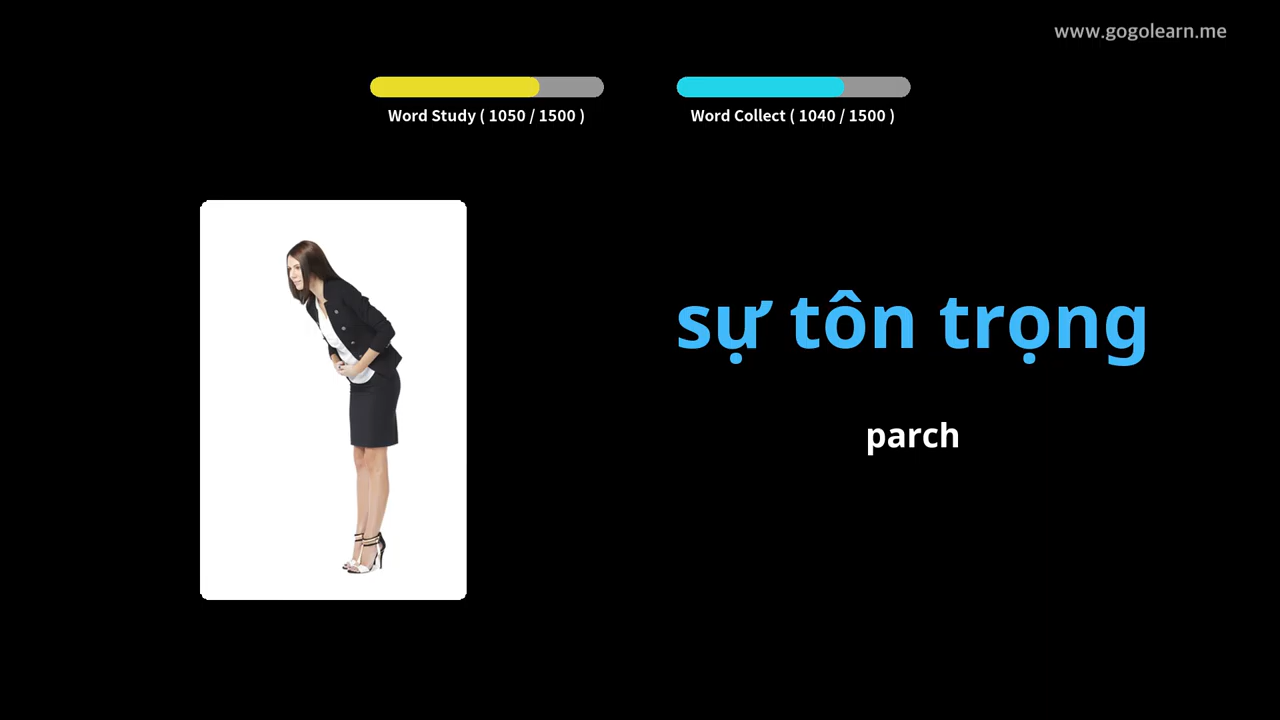 www.gogolearn.me
Word Study ( 1050 / 1500 )
Word Collect ( 1040 / 1500 )
sự tôn trọng
parch